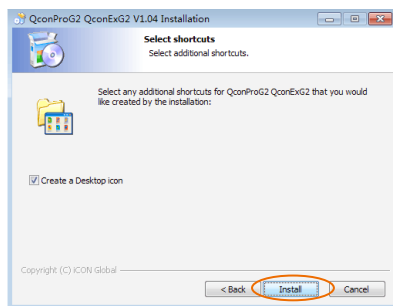 QconProG2 QconExG2 V1.04 Installation
Select shortcuts
Select additional shortcuts.
Select any additional shortcuts for QconProG2 QconExG2 that you would
like created by the installation:
Create a Desktop icon
Copyright (C) iCON Global
< Back
Install
Cancel